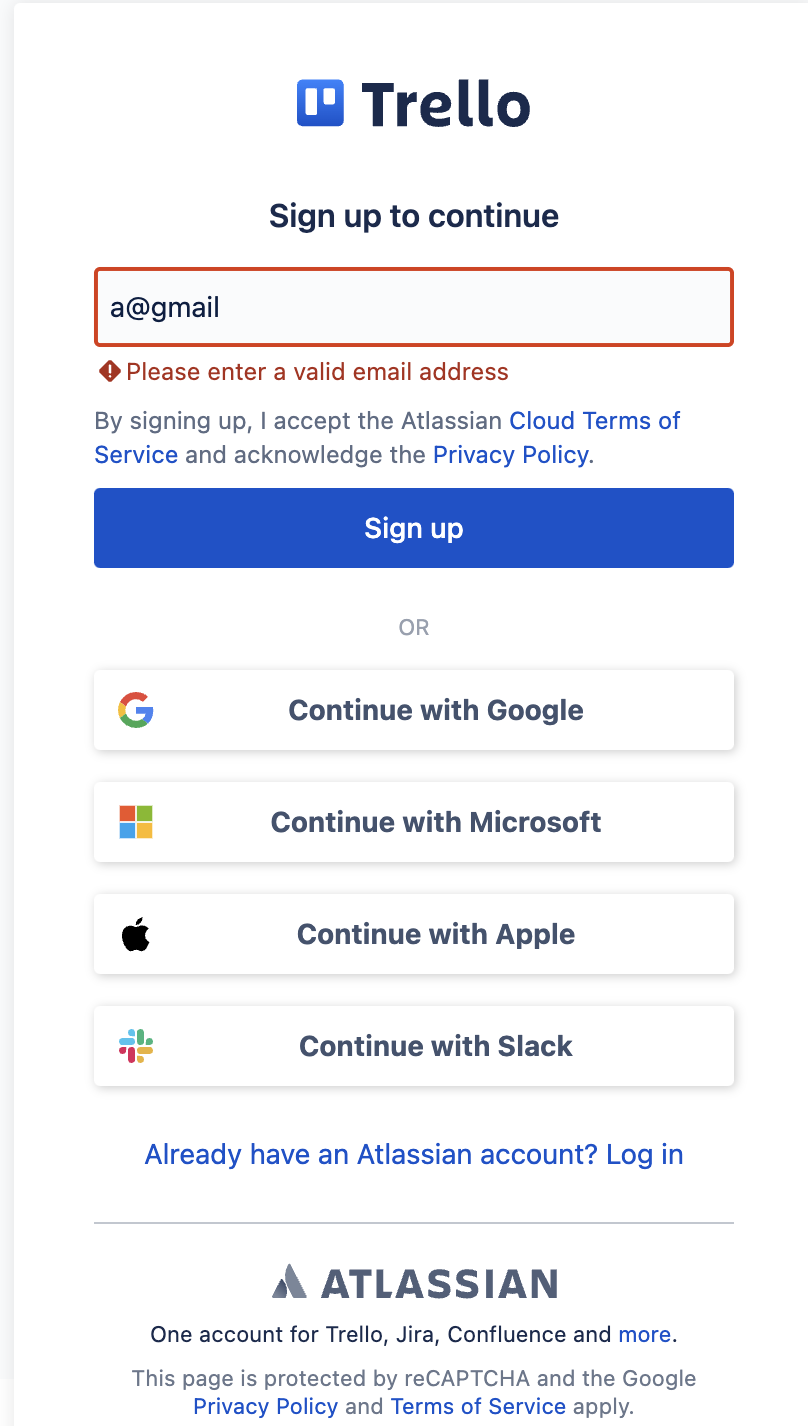 Trello
Sign up to continue
a@gmail
Please enter a valid email address
By signing up, I accept the Atlassian Cloud Terms of
Service and acknowledge the Privacy Policy.
Sign up
OR
Continue with Google
Continue with Microsoft
Continue with Apple
Continue with Slack
Already have an Atlassian account? Log in
ATLASSIAN
One account for Trello, Jira, Confluence and more.
This page is protected by reCAPTCHA and the Google
Privacy Policy and Terms of Service apply.